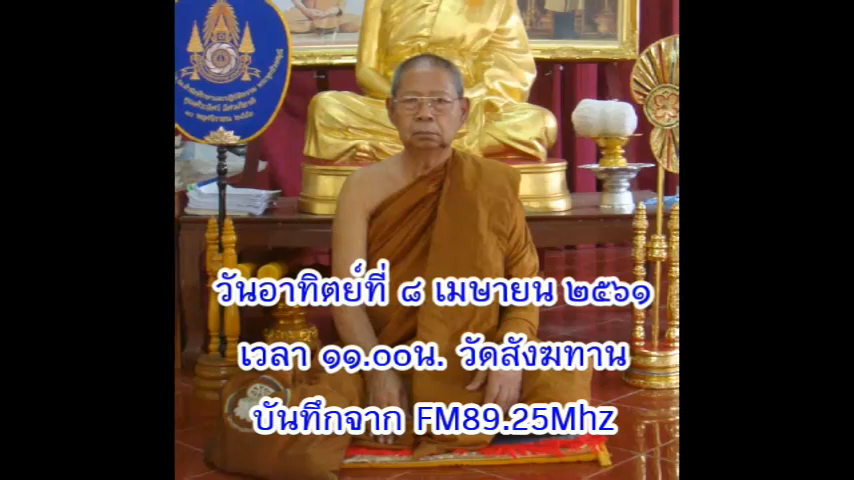 วันอาทิตย์ที่ ๘ เมษายน ๒๕๖๑
เวลา ๑๑.๐๐น. วัดสังฆทาน
บันทึกจาก FM89.25Mhz